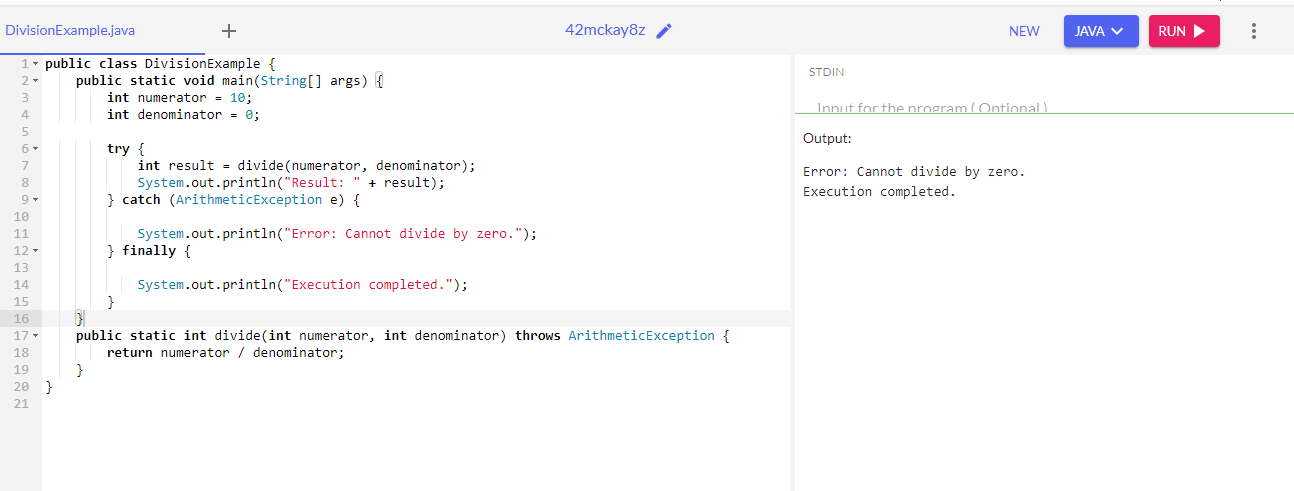 DivisionExample.java + 42mckay8z NEW JAVA RUN
1 public class DivisionExample {
2     public static void main(String[] args) {
3         int numerator = 10;
4         int denominator = 0;
5
6         try {
7             int result = divide(numerator, denominator);
8             System.out.println("Result: " + result);
9         } catch (ArithmeticException e) {
10
11             System.out.println("Error: Cannot divide by zero.");
12         } finally {
13
14             System.out.println("Execution completed.");
15         }
16     }
17     public static int divide(int numerator, int denominator) throws ArithmeticException {
18         return numerator / denominator;
19     }
20 }
21
STDIN
Input for the program ( Optional )
Output:
Error: Cannot divide by zero.
Execution completed.